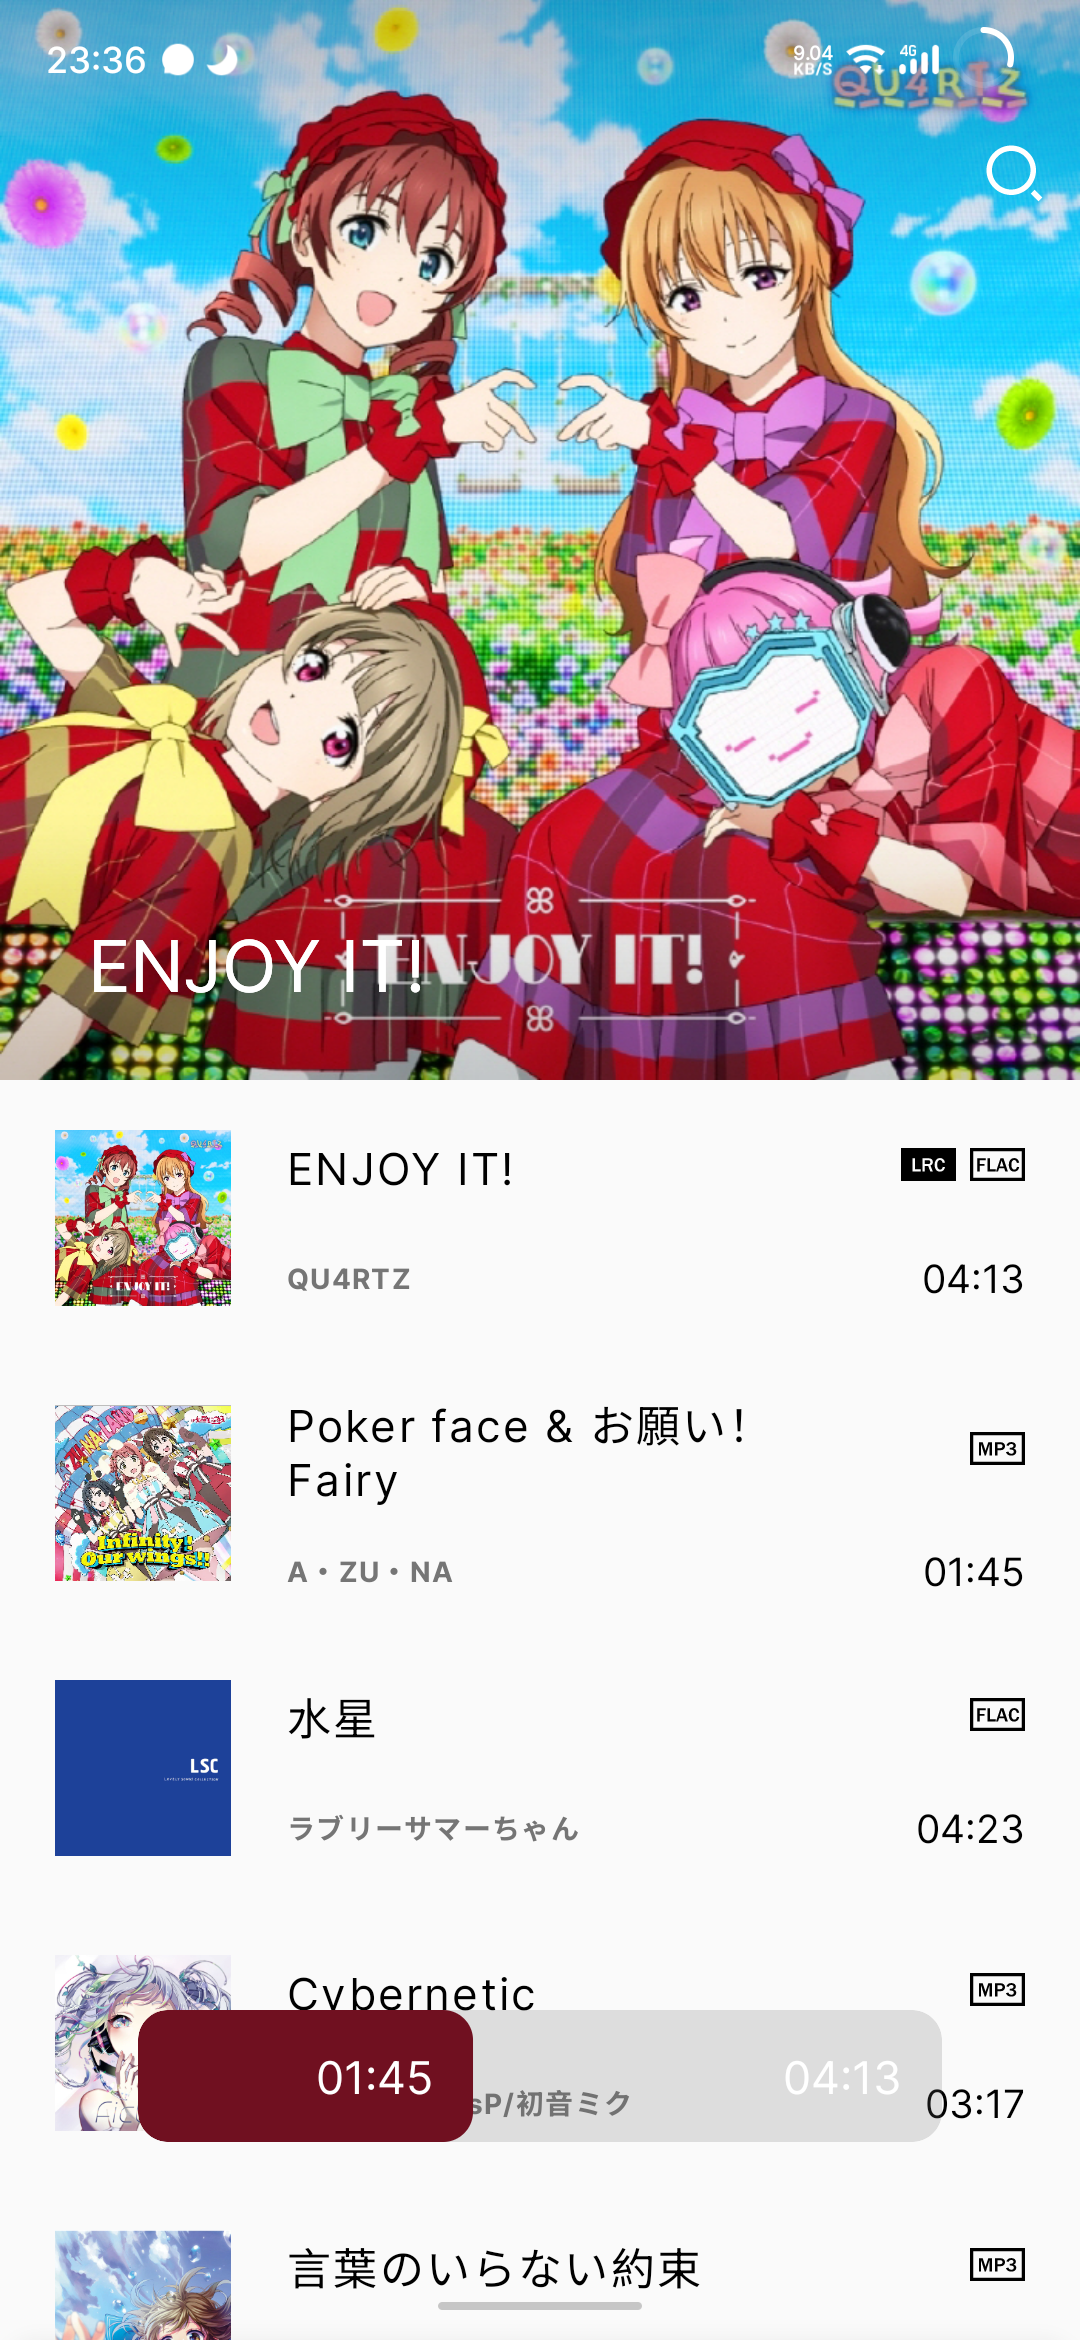 23:36
9.04
KB/S
4G
QU4RTZ
ENJOY IT!
ENJOY IT!
ENJOY IT!
LRC
FLAC
QU4RTZ
04:13
Poker face & お願い！
Fairy
MP3
A・ZU・NA
01:45
Infinity!
Our wings!!
水星
FLAC
LSC
ラブリーサマーちゃん
04:23
Cybernetic
MP3
sP/初音ミク
03:17
01:45
04:13
言葉のいらない約束
MP3